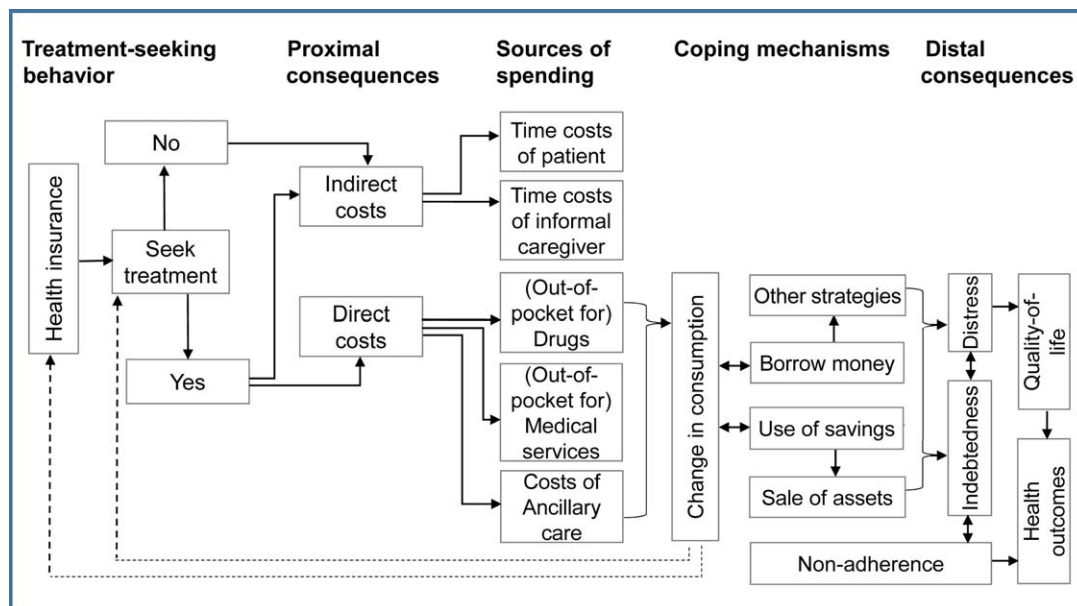 Treatment-seeking
behavior
Proximal
consequences
Sources of
spending
Coping mechanisms
Distal
consequences
Health insurance
No
Seek
treatment
Yes
Indirect
costs
Direct
costs
Time costs
of patient
Time costs
of informal
caregiver
(Out-of-
pocket for)
Drugs
(Out-of-
pocket for)
Medical
services
Costs of
Ancillary
care
Change in consumption
Other strategies
Borrow money
Use of savings
Sale of assets
Non-adherence
Distress
Indebtedness
Quality-of-
life
Health
outcomes